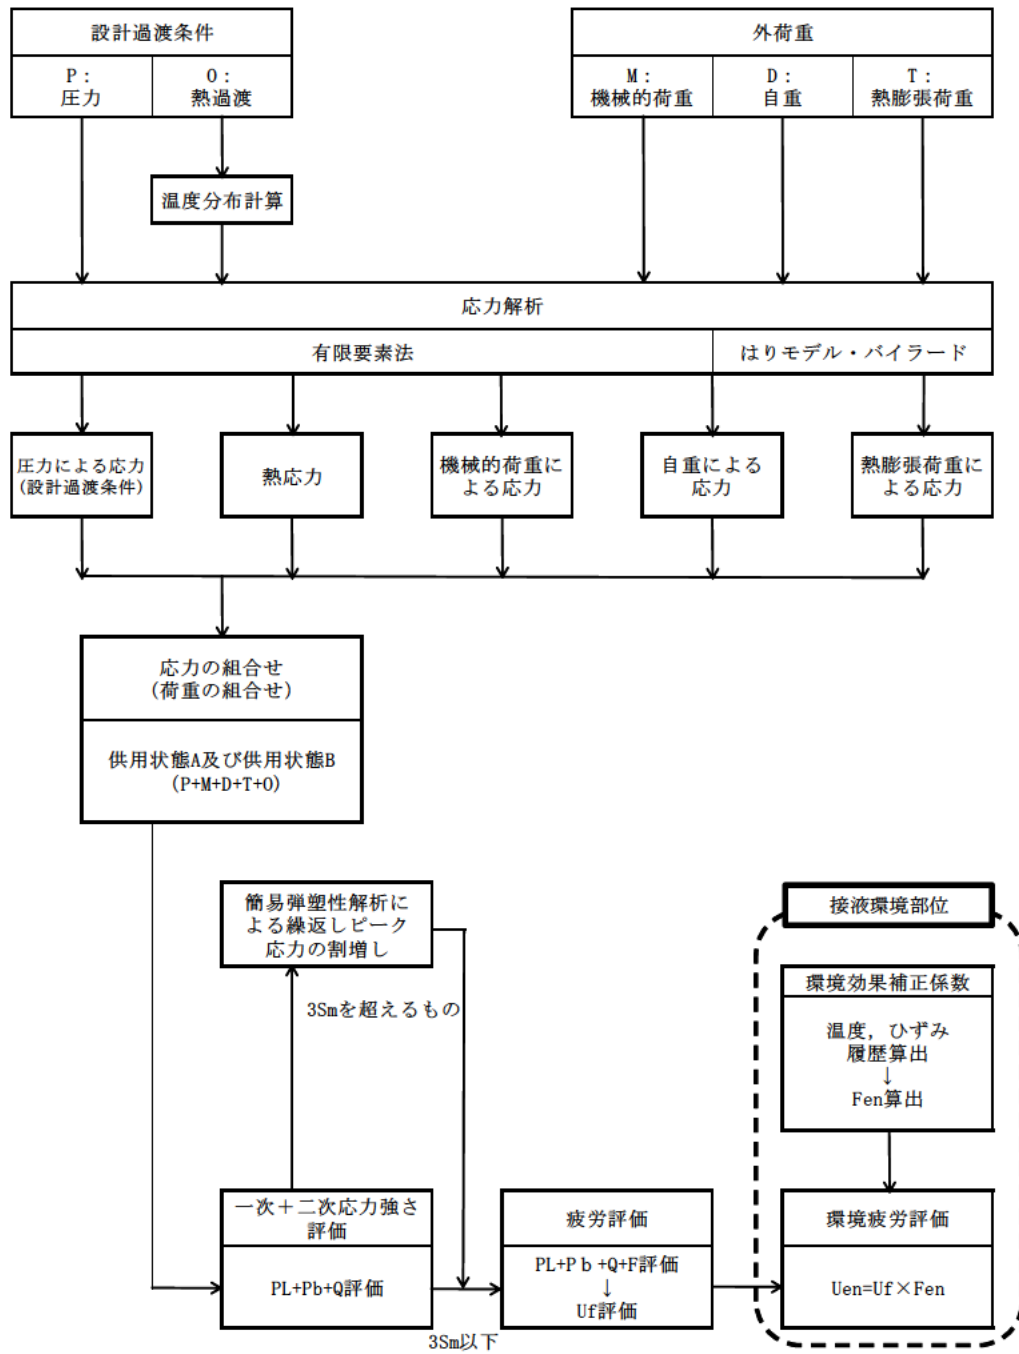 設計過渡条件
P:
圧力
O:
熱過渡
外荷重
M:
機械的荷重
D:
自重
T:
熱膨張荷重
温度分布計算
応力解析
有限要素法
はりモデル・バイラード
圧力による応力
(設計過渡条件)
熱応力
機械的荷重に
よる応力
自重による
応力
熱膨張荷重に
よる応力
応力の組合せ
(荷重の組合せ)
供用状態A及び供用状態B
(P+M+D+T+O)
簡易弾塑性解析に
よる繰返しピーク
応力の割増し
3Smを超えるもの
接液環境部位
環境効果補正係数
温度，ひずみ
履歴算出
↓
Fen算出
一次＋二次応力強さ
評価
PL+Pb+Q評価
3Sm以下
疲労評価
PL+Pｂ+Q+F評価
↓
Uf評価
環境疲労評価
Uen=Uf×Fen